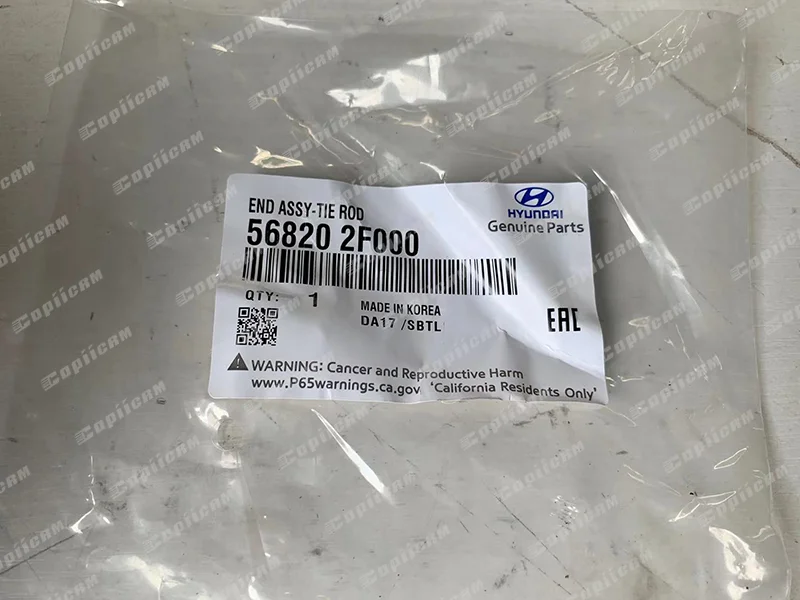 END ASSY-TIE ROD
56820 2F000
HYUNDAI
Genuine Parts
QTY: 1
MADE IN KOREA
DA17 /SBTL
EAC
WARNING: Cancer and Reproductive Harm
www.P65warnings.ca.gov 'California Residents Only'
Copiicam